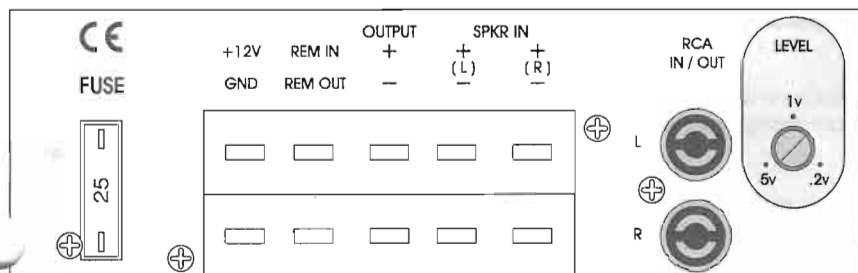 CE
FUSE
25
+12V REM IN OUTPUT + SPKR IN + (L) + (R)
GND REM OUT − − −
RCA
IN / OUT
L
R
LEVEL
1v
5v .2v